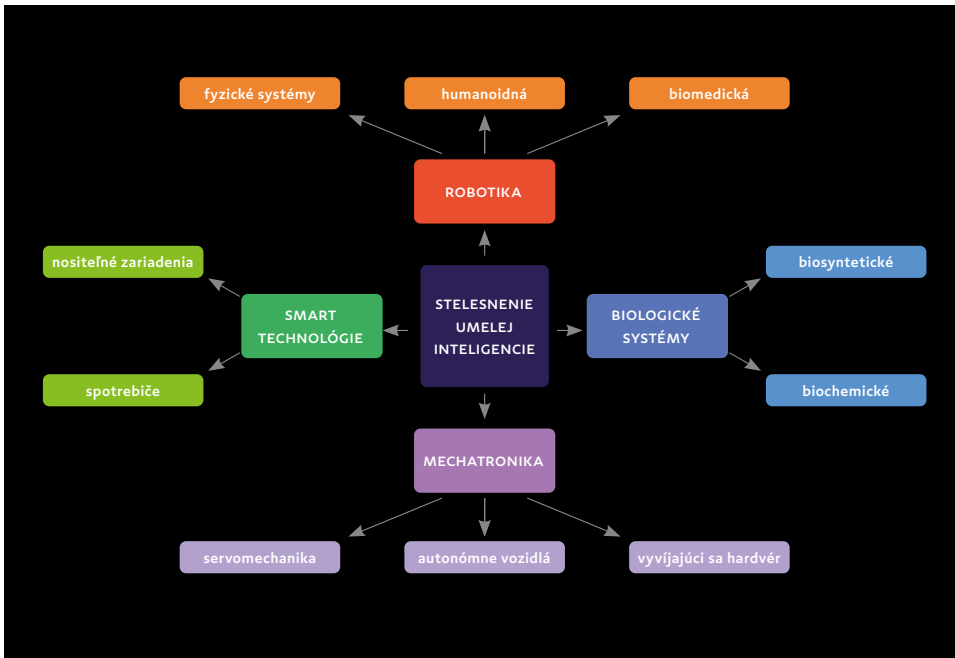 fyzické systémy
humanoidná
biomedická
ROBOTIKA
nositeľné zariadenia
biosyntetické
SMART
TECHNOLÓGIE
STELESNENIE
UMELEJ
INTELIGENCIE
BIOLOGICKÉ
SYSTÉMY
spotrebiče
biochemické
MECHATRONIKA
servomechanika
autonómne vozidlá
vyvíjajúci sa hardvér